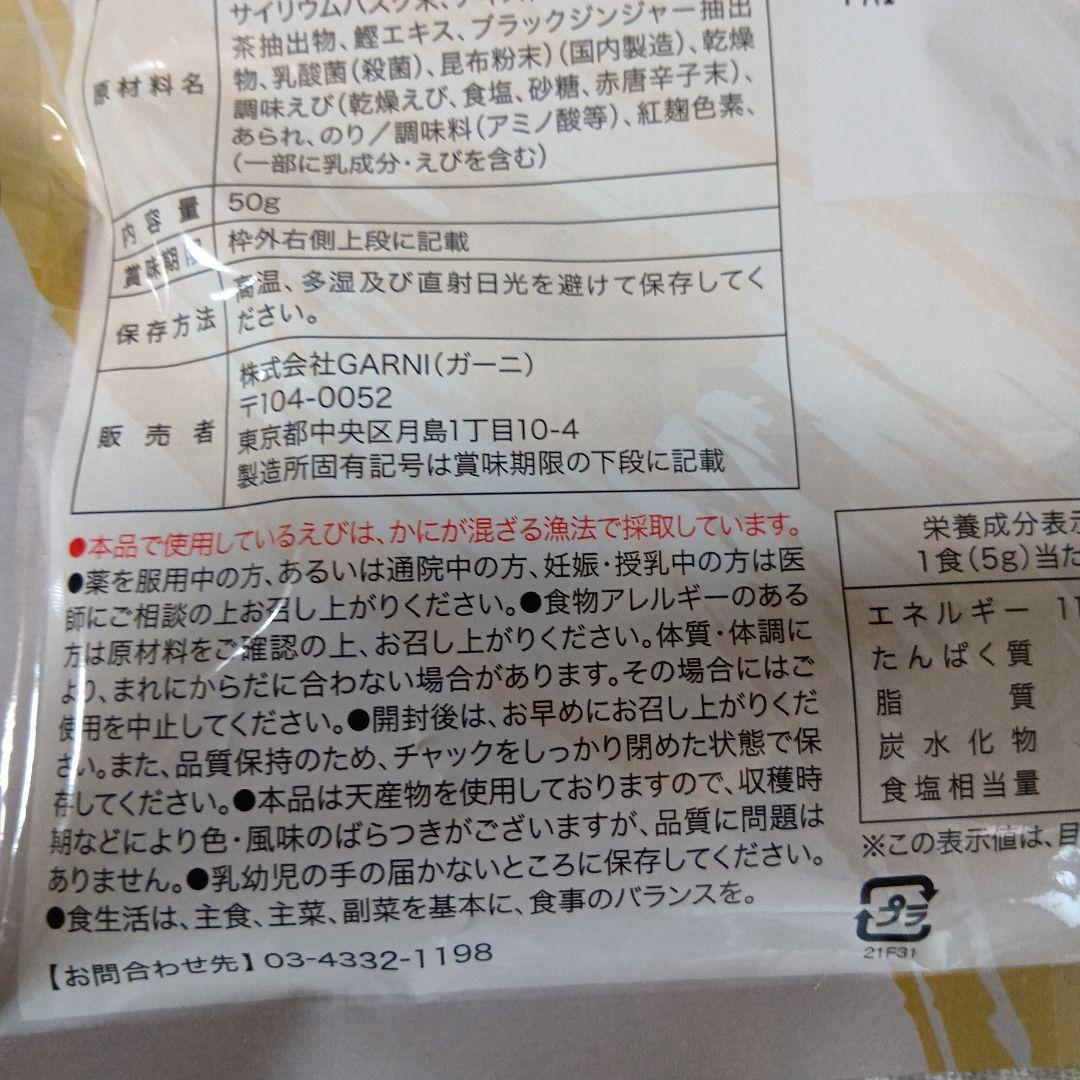 サイリウムハスク末、
茶抽出物、鰹エキス、ブラックジンジャー抽出
物、乳酸菌(殺菌)、昆布粉末)(国内製造)、乾燥
調味えび(乾燥えび、食塩、砂糖、赤唐辛子末)、
あられ、のり/調味料(アミノ酸等)、紅麹色素、
(一部に乳成分・えびを含む)
原材料名
内容量 50g
賞味期限 枠外右側上段に記載
保存方法 高温、多湿及び直射日光を避けて保存してく
ださい。
販売者 株式会社GARNI(ガーニ)
〒104-0052
東京都中央区月島1丁目10-4
製造所固有記号は賞味期限の下段に記載
●本品で使用しているえびは、かにが混ざる漁法で採取しています。
●薬を服用中の方、あるいは通院中の方、妊娠・授乳中の方は医
師にご相談の上お召し上がりください。●食物アレルギーのある
方は原材料をご確認の上、お召し上がりください。体質・体調に
より、まれにからだに合わない場合があります。その場合にはご
使用を中止してください。●開封後は、お早めにお召し上がりくだ
さい。また、品質保持のため、チャックをしっかり閉めた状態で保
存してください。●本品は天産物を使用しておりますので、収穫時
期などにより色・風味のばらつきがございますが、品質に問題は
ありません。●乳幼児の手の届かないところに保存してください。
●食生活は、主食、主菜、副菜を基本に、食事のバランスを。
【お問合わせ先】03-4332-1198
栄養成分表示
1食(5g)当た
エネルギー 11
たんぱく質
脂質
炭水化物
食塩相当量
※この表示値は、目
プラ
21F31